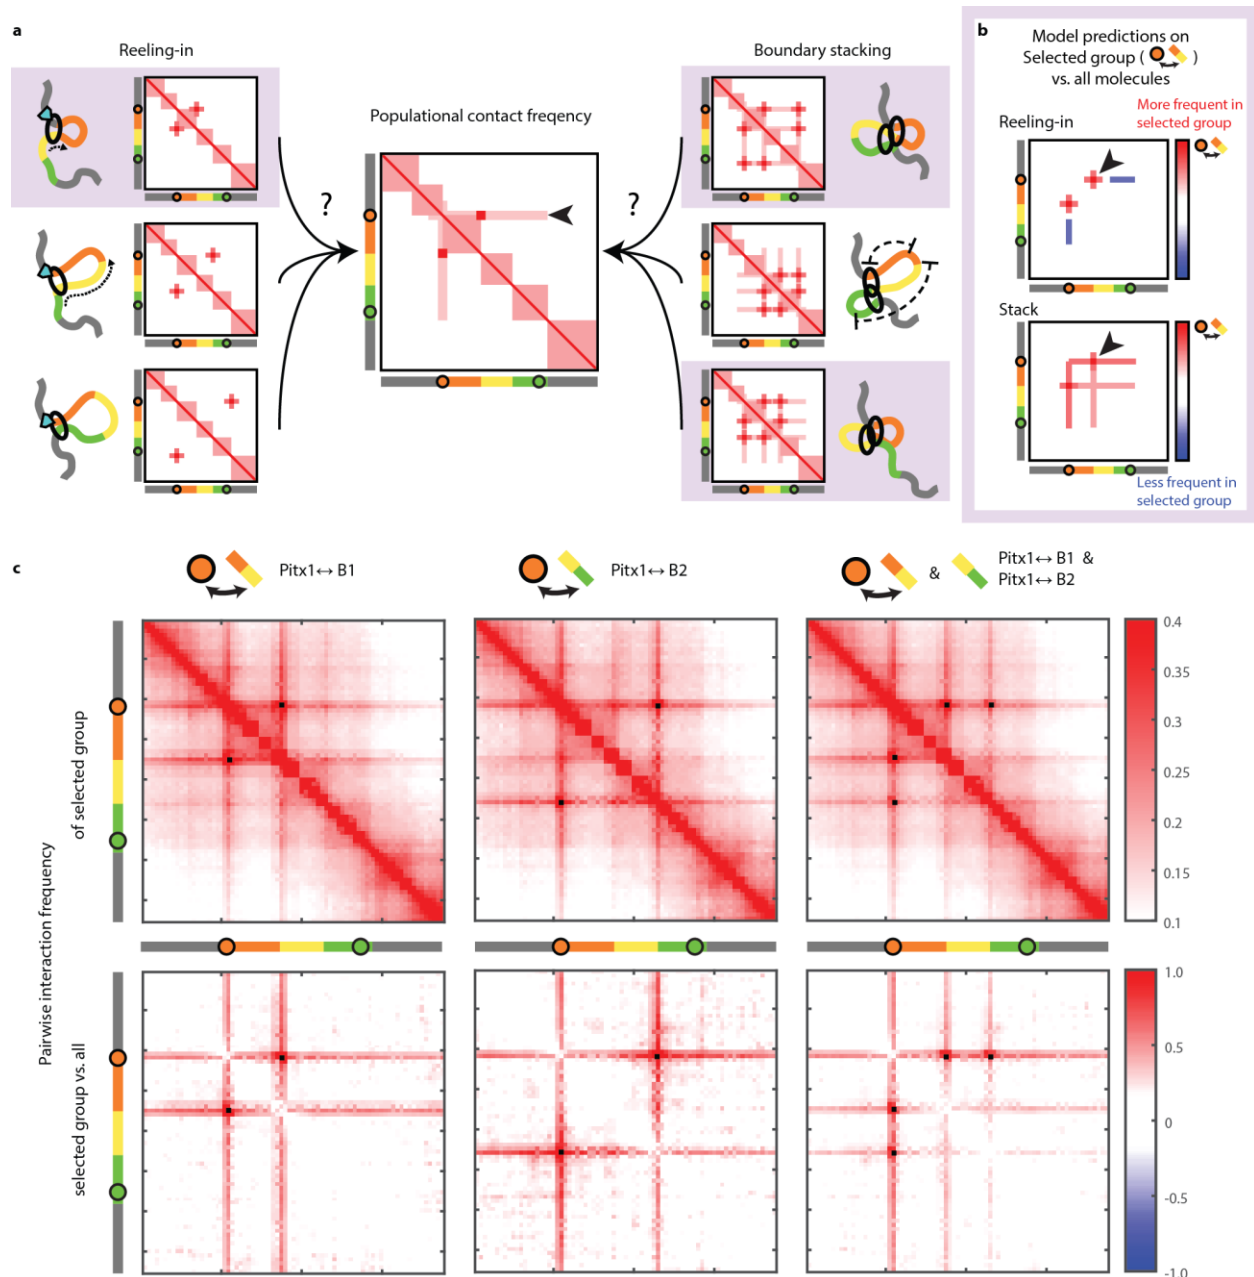 a
Reeling-in
Populational contact freqency
Boundary stacking
?
?
b
Model predictions on
Selected group ( )
vs. all molecules
More frequent in
selected group
Reeling-in
Stack
Less frequent in
selected group
c
Pitx1↔ B1
Pitx1↔ B2
&
Pitx1↔ B1 &
Pitx1↔ B2
Pairwise interaction frequency
of selected group
0.4
0.35
0.3
0.25
0.2
0.15
0.1
selected group vs. all
1.0
0.5
0
-0.5
-1.0